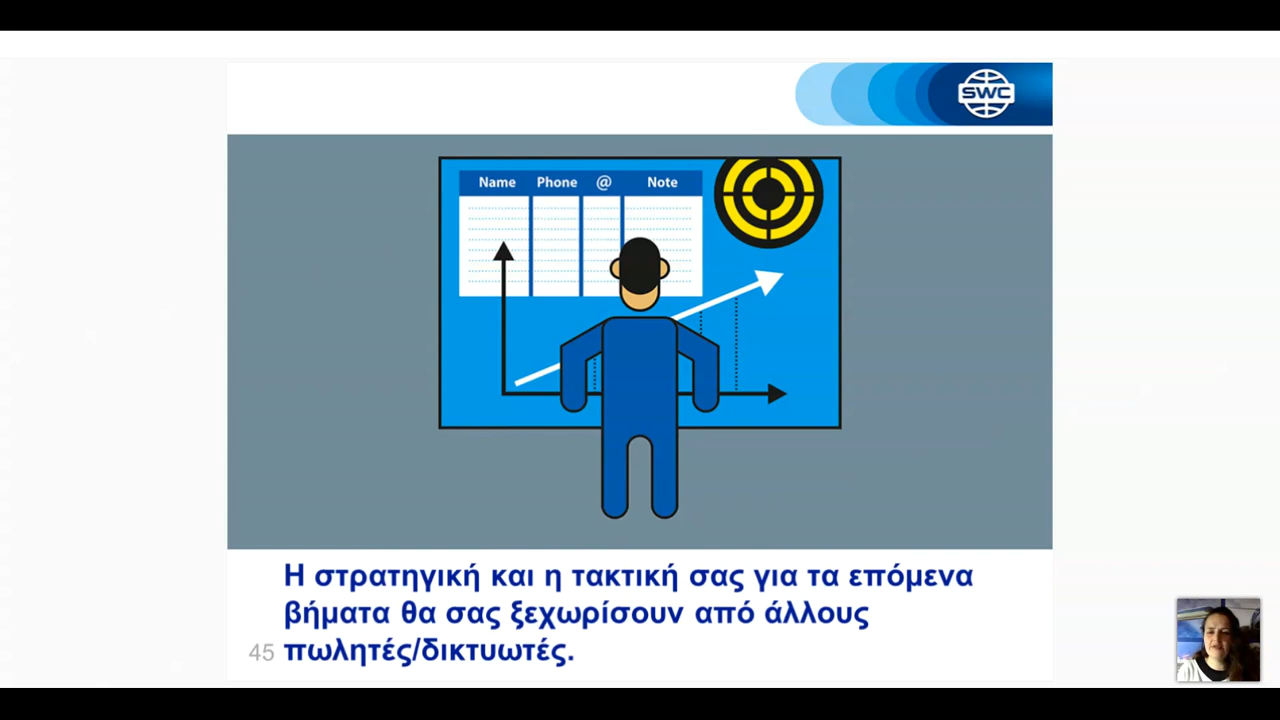 SWC
Name Phone @ Note
Η στρατηγική και η τακτική σας για τα επόμενα
βήματα θα σας ξεχωρίσουν από άλλους
45 πωλητές/δικτυωτές.